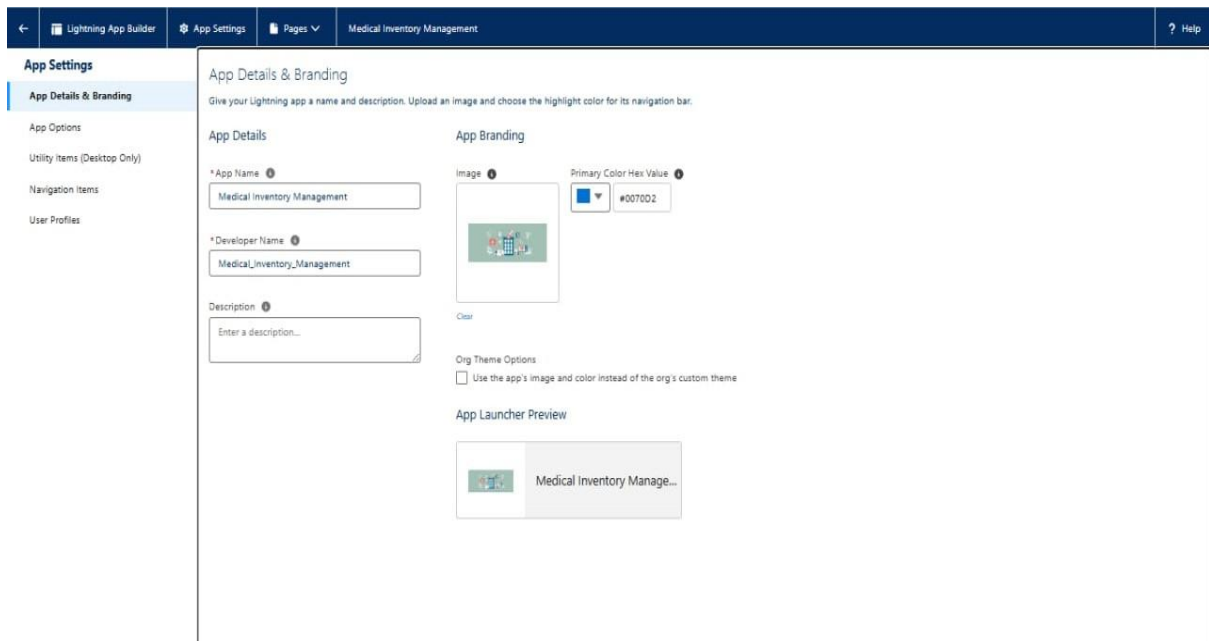 Lightning App Builder
App Settings
Pages
Medical Inventory Management
? Help
App Settings
App Details & Branding
App Options
Utility Items (Desktop Only)
Navigation Items
User Profiles
App Details & Branding
Give your Lightning app a name and description. Upload an image and choose the highlight color for its navigation bar.
App Details
*App Name
Medical Inventory Management
*Developer Name
Medical_Inventory_Management
Description
Enter a description...
App Branding
Image
Primary Color Hex Value
#0070D2
Clear
Org Theme Options
Use the app's image and color instead of the org's custom theme
App Launcher Preview
Medical Inventory Manage...